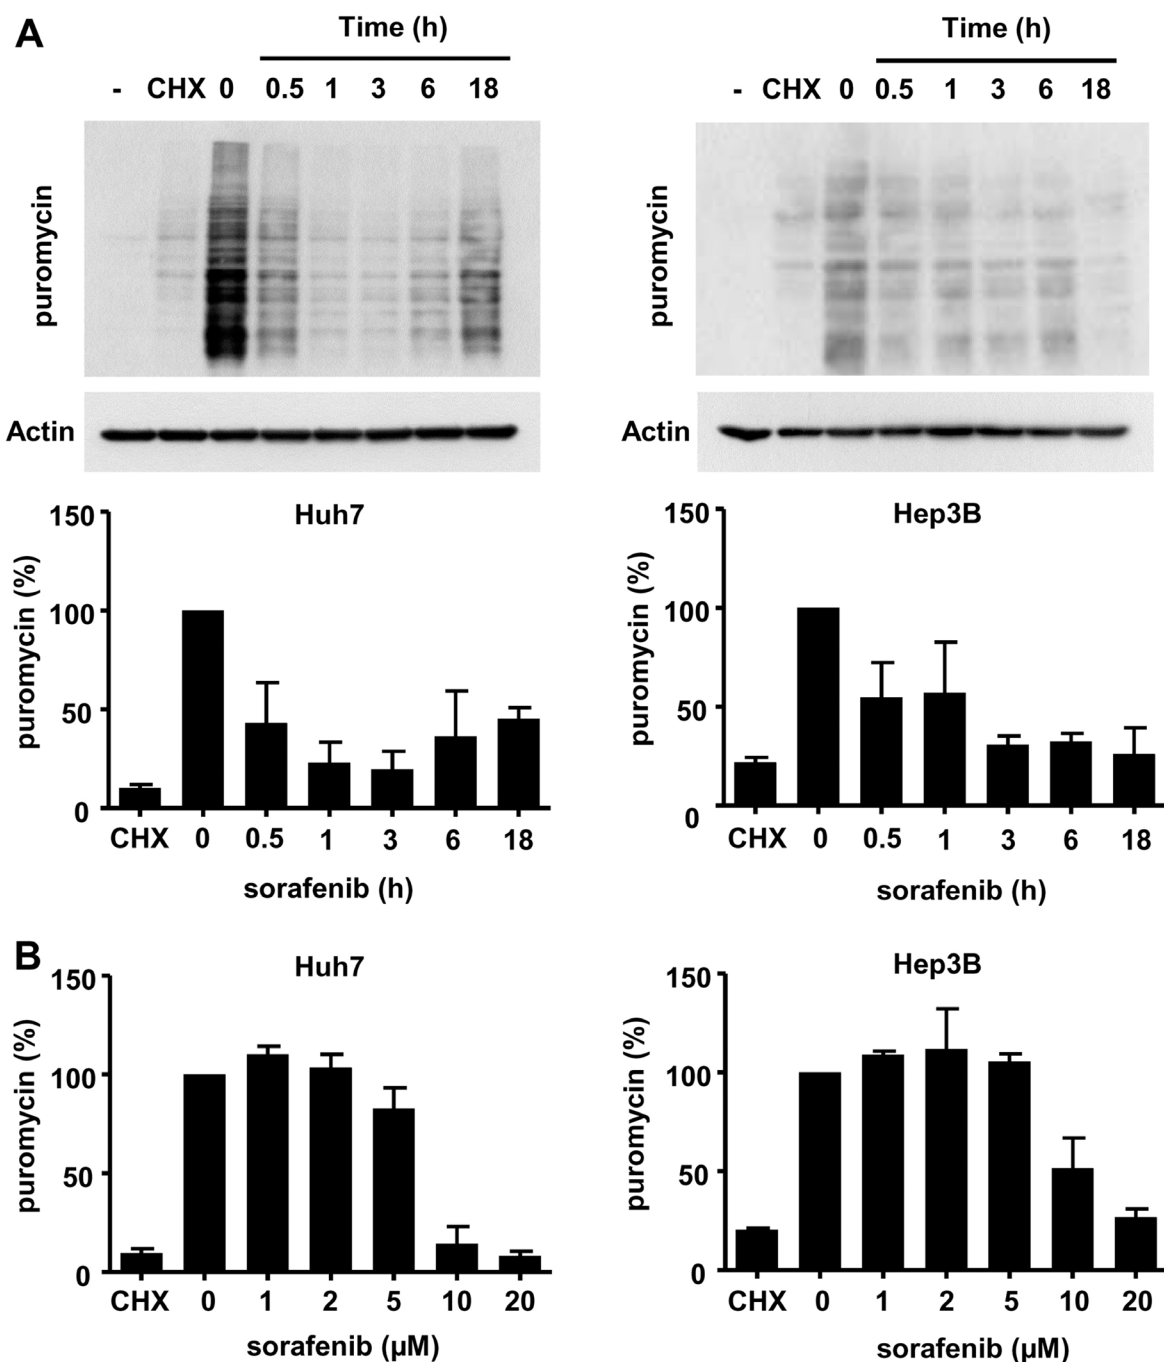 A
Time (h)
- CHX 0 0.5 1 3 6 18
puromycin
Actin
Time (h)
- CHX 0 0.5 1 3 6 18
puromycin
Actin
Huh7
puromycin (%)
150
100
50
0
CHX 0 0.5 1 3 6 18
sorafenib (h)
Hep3B
puromycin (%)
150
100
50
0
CHX 0 0.5 1 3 6 18
sorafenib (h)
B
Huh7
puromycin (%)
150
100
50
0
CHX 0 1 2 5 10 20
sorafenib (µM)
Hep3B
puromycin (%)
150
100
50
0
CHX 0 1 2 5 10 20
sorafenib (µM)